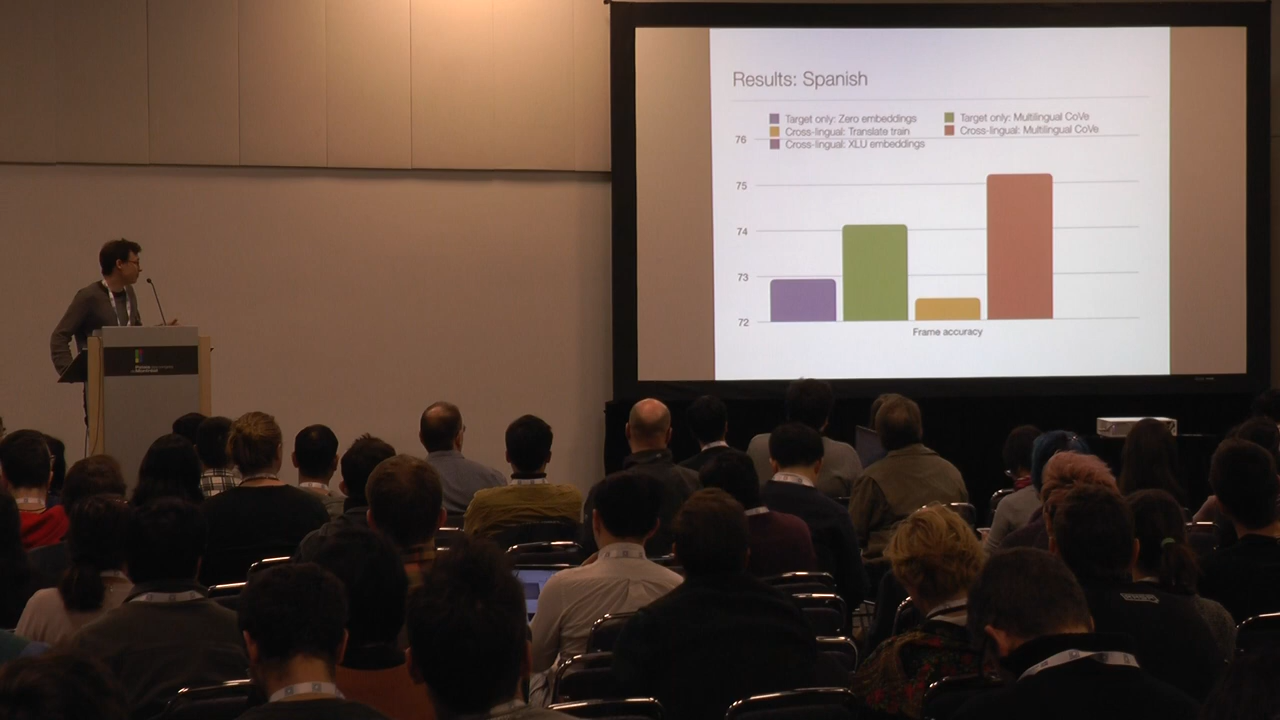 Results: Spanish
Target only: Zero embeddings
Target only: Multilingual CoVe
Cross-lingual: Translate train
Cross-lingual: Multilingual CoVe
Cross-lingual: XLU embeddings
76
75
74
73
72
Frame accuracy